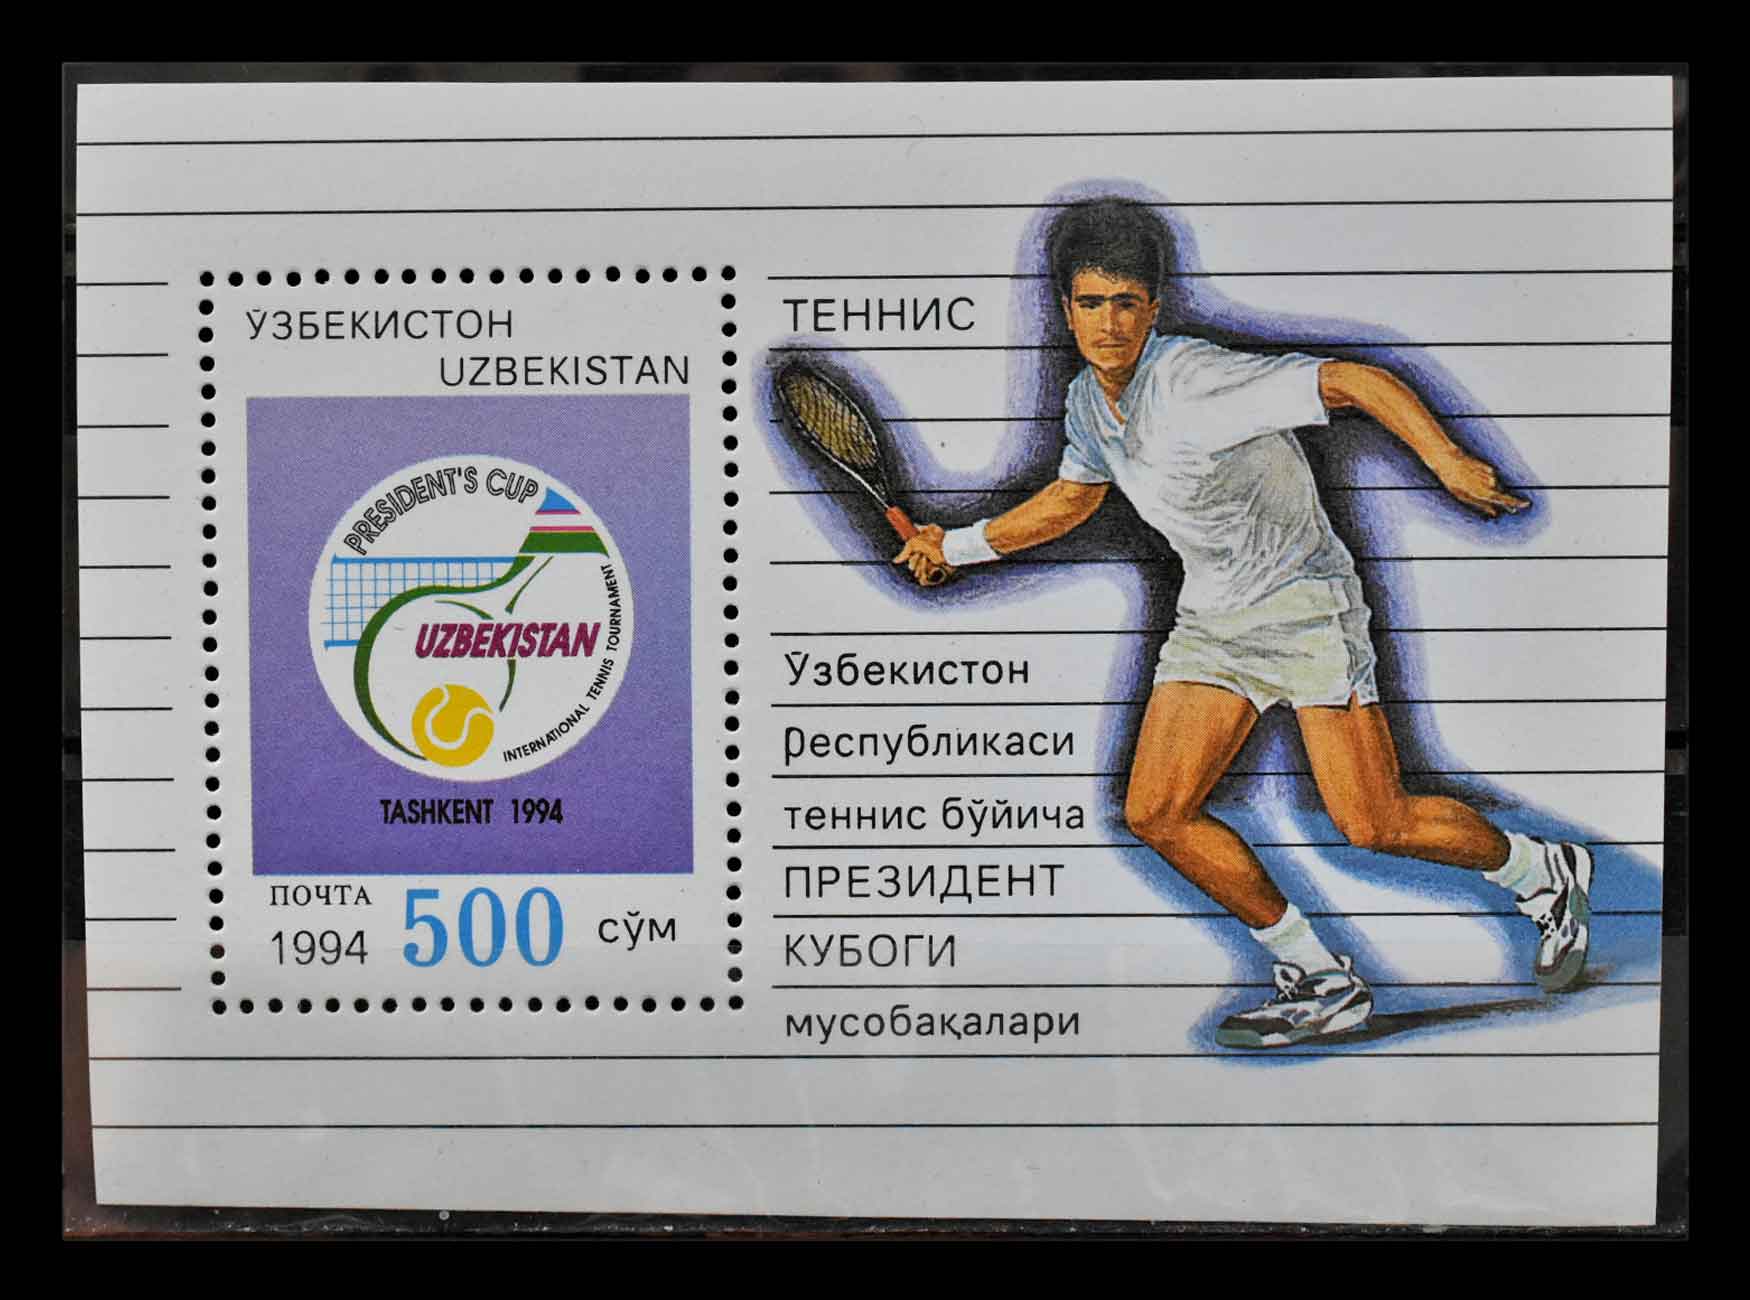 ЎЗБЕКИСТОН
UZBEKISTAN
PRESIDENT'S CUP
UZBEKISTAN
INTERNATIONAL TENNIS TOURNAMENT
TASHKENT 1994
ПОЧТА
1994 500 сўм
ТЕННИС
Ўзбекистон
республикаси
теннис бўйича
ПРЕЗИДЕНТ
КУБОГИ
мусобақалари